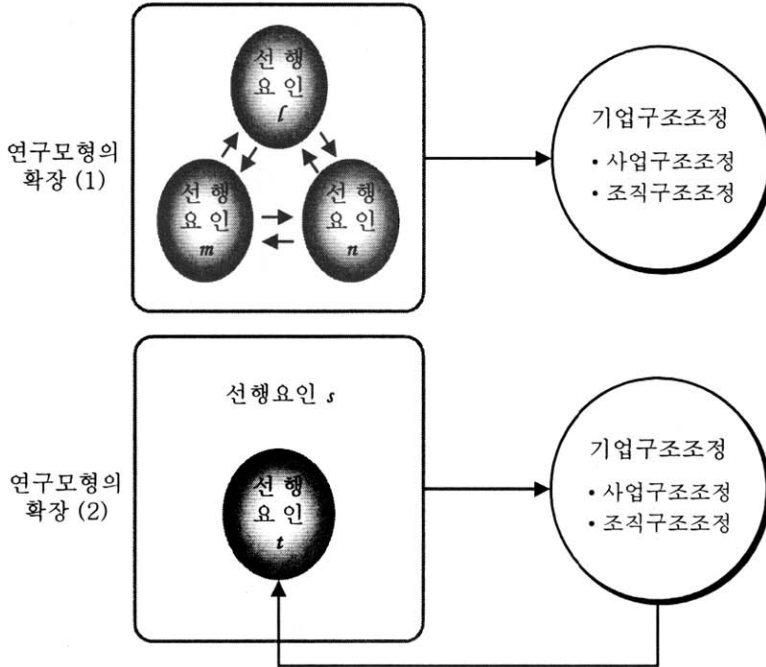 연구모형의
확장 (1)
선 행
요 인
l
선 행
요 인
m
선 행
요 인
n
기업구조조정
• 사업구조조정
• 조직구조조정
연구모형의
확장 (2)
선행요인 s
선 행
요 인
t
기업구조조정
• 사업구조조정
• 조직구조조정